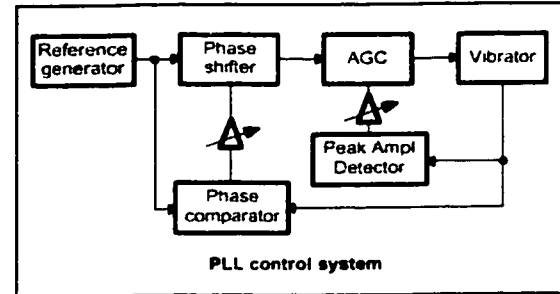 Reference
generator
Phase
shifter
AGC
Vibrator
Peak Ampl
Detector
Phase
comparator
PLL control system